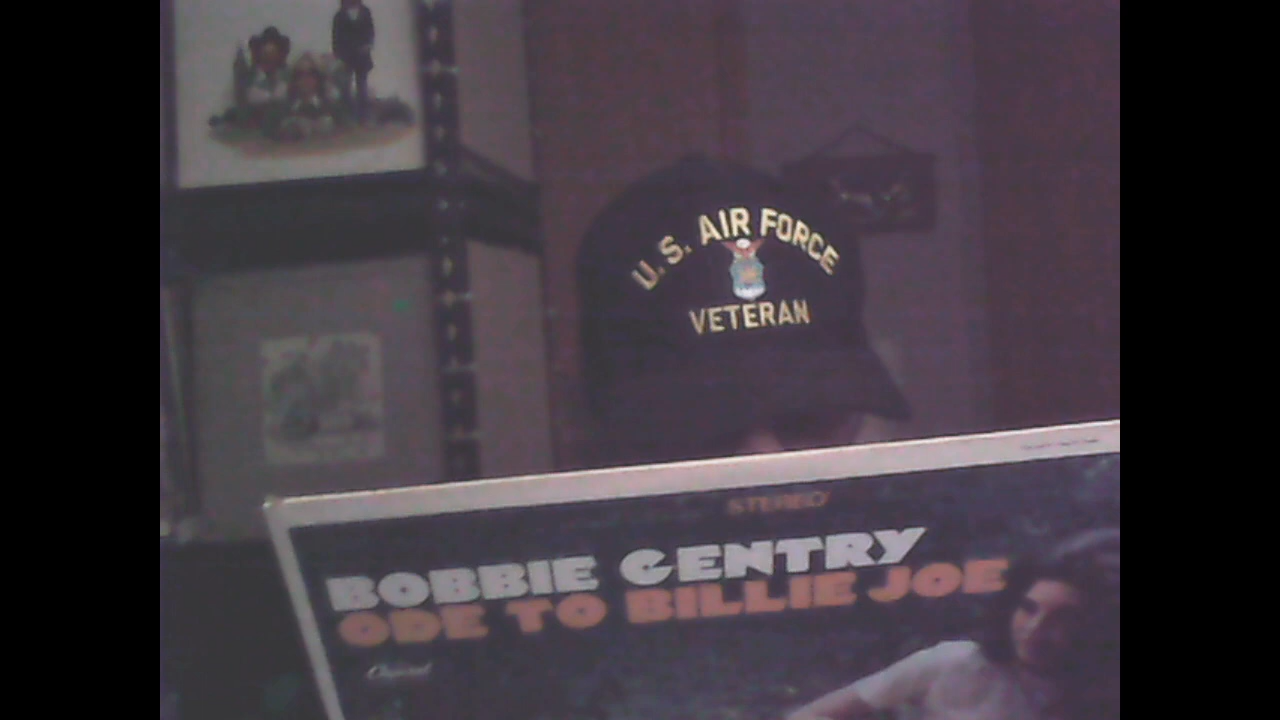 U.S. AIR FORCE
VETERAN
STEREO
BOBBIE GENTRY
ODE TO BILLIE JOE
Capitol